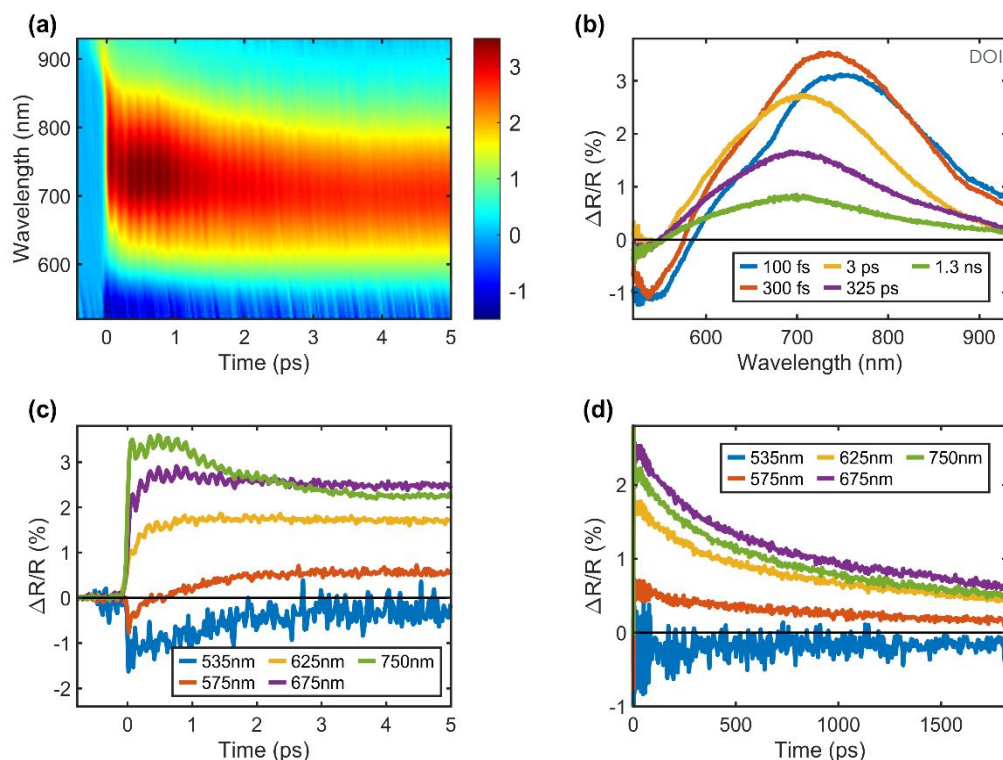 (a)
Wavelength (nm)
900
800
700
600
0
1
2
3
4
5
Time (ps)
3
2
1
0
-1
(b)
DOI
ΔR/R (%)
3
2
1
0
-1
100 fs
3 ps
1.3 ns
300 fs
325 ps
600
700
800
900
Wavelength (nm)
(c)
ΔR/R (%)
3
2
1
0
-1
-2
535nm
625nm
750nm
575nm
675nm
0
1
2
3
4
5
Time (ps)
(d)
ΔR/R (%)
2
1
0
-1
535nm
625nm
750nm
575nm
675nm
0
500
1000
1500
Time (ps)